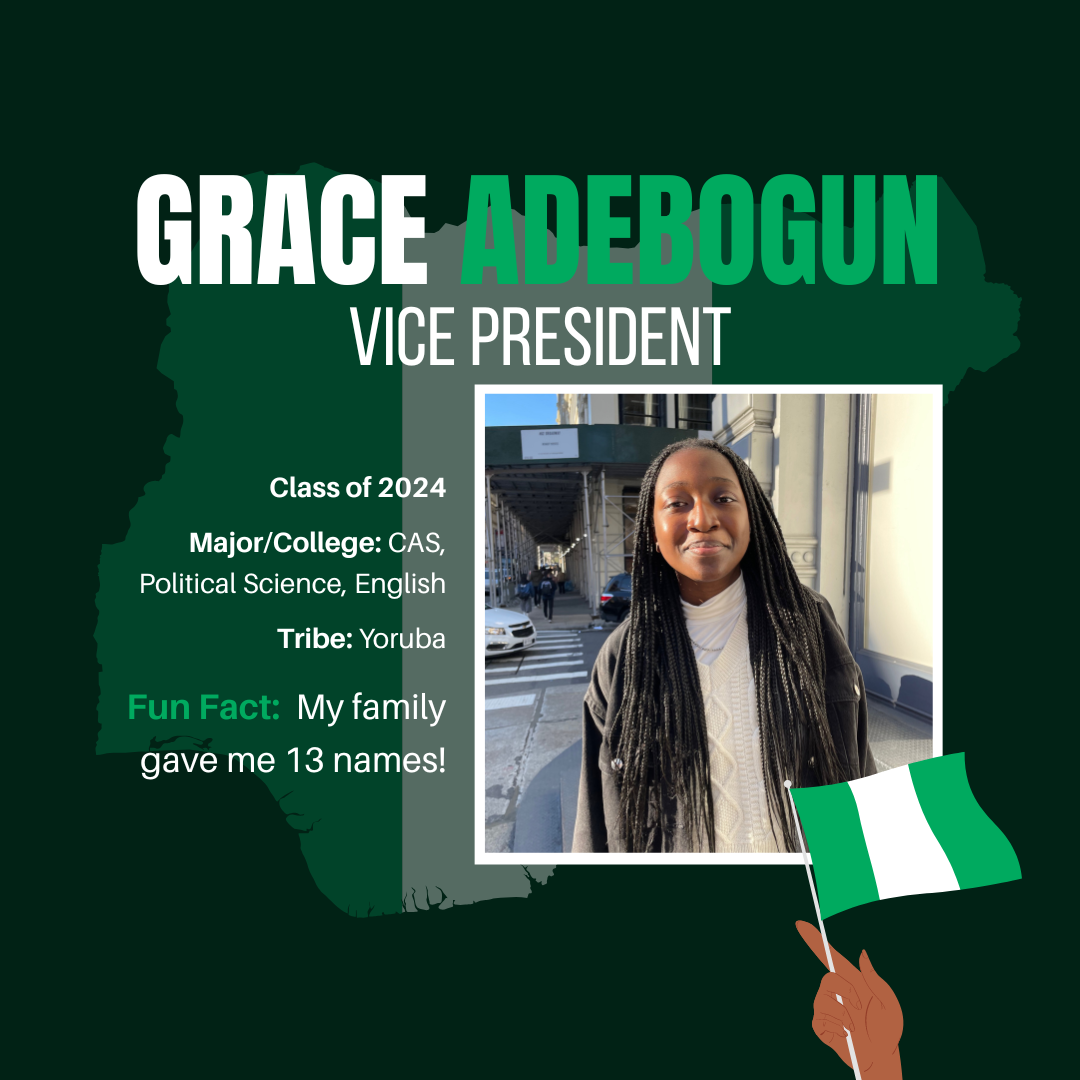 GRACE ADEBOGUN
VICE PRESIDENT
Class of 2024
Major/College: CAS,
Political Science, English
Tribe: Yoruba
Fun Fact: My family
gave me 13 names!